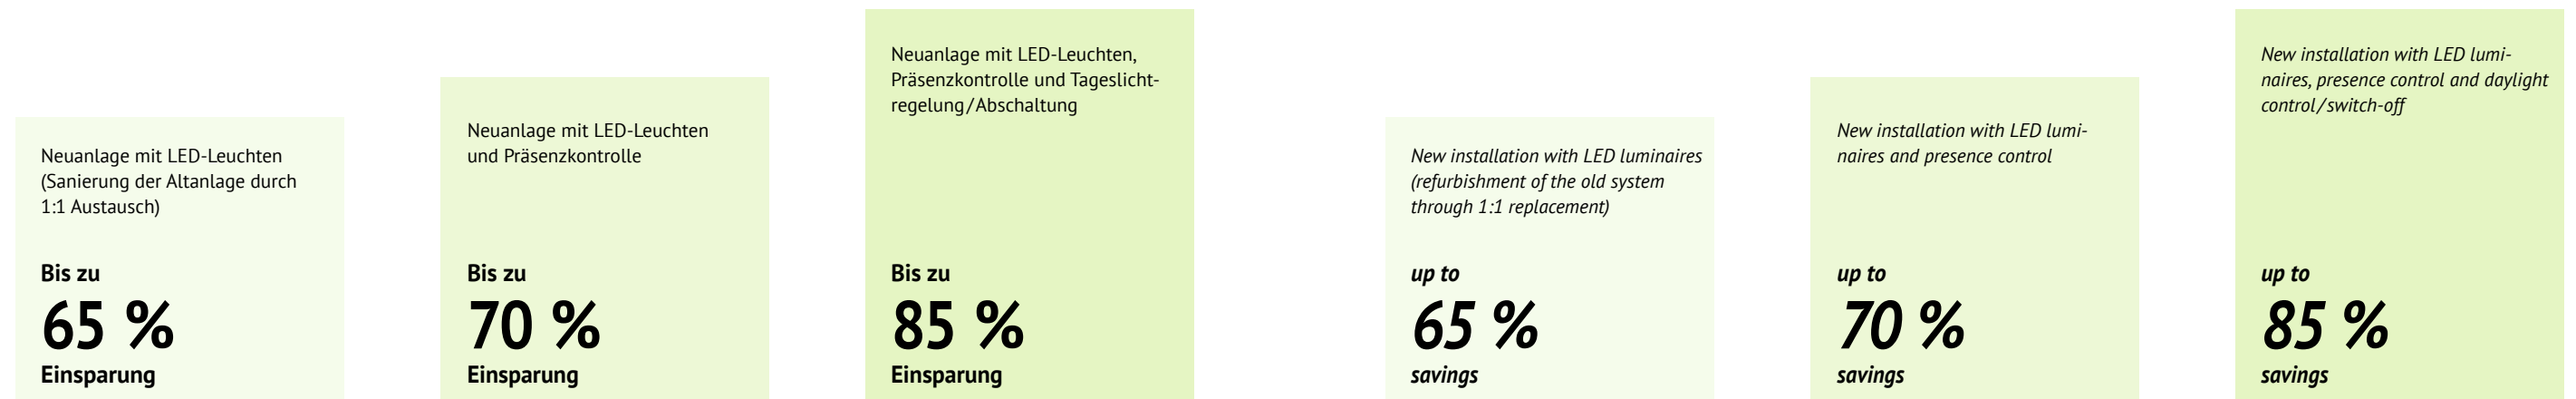 Neuanlage mit LED-Leuchten
(Sanierung der Altanlage durch
1:1 Austausch)
Bis zu
65 %
Einsparung
Neuanlage mit LED-Leuchten
und Präsenzkontrolle
Bis zu
70 %
Einsparung
Neuanlage mit LED-Leuchten,
Präsenzkontrolle und Tageslicht-
regelung/Abschaltung
Bis zu
85 %
Einsparung
New installation with LED luminaires
(refurbishment of the old system
through 1:1 replacement)
up to
65 %
savings
New installation with LED lumi-
naires and presence control
up to
70 %
savings
New installation with LED lumi-
naires, presence control and daylight
control/switch-off
up to
85 %
savings